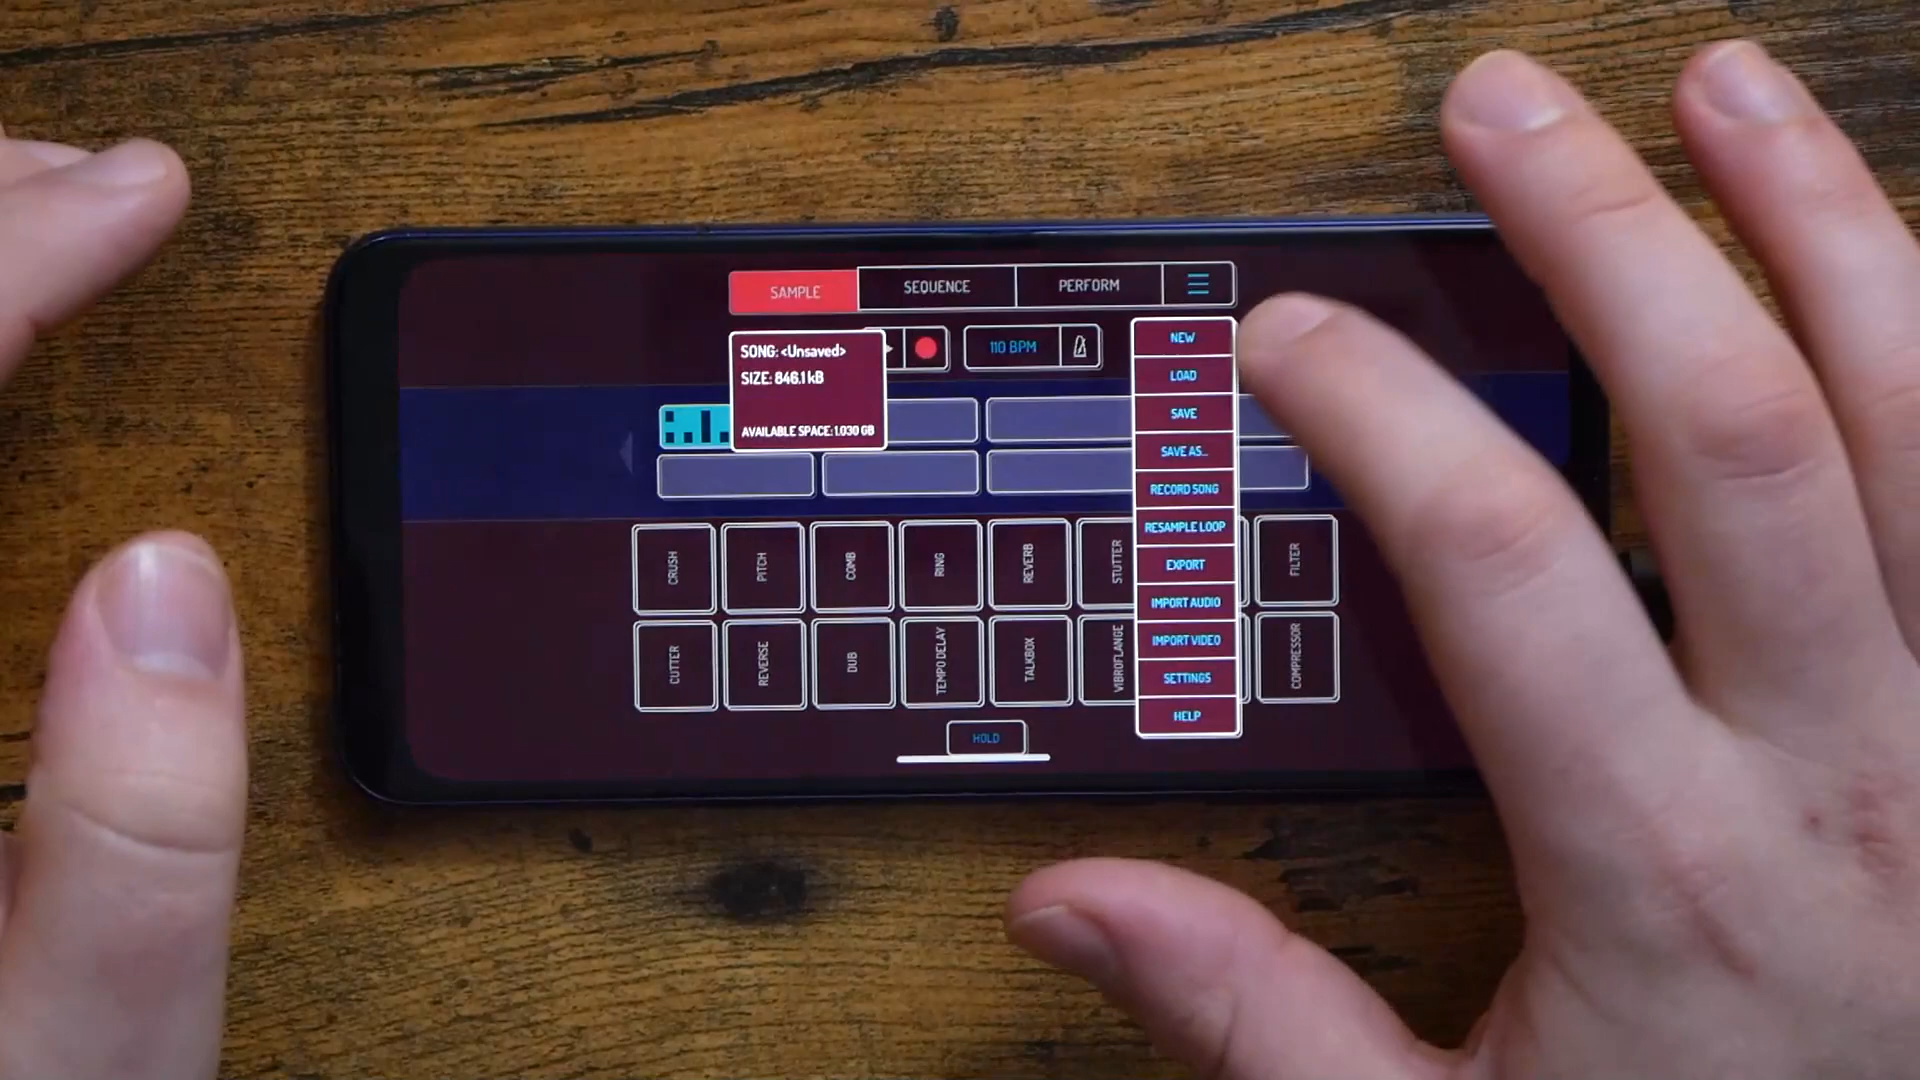 SAMPLE
SEQUENCE
PERFORM
SONG: <Unsaved>
SIZE: 846.1 kB
AVAILABLE SPACE: 1.030 GB
110 BPM
NEW
LOAD
SAVE
SAVE AS...
RECORD SONG
RESAMPLE LOOP
EXPORT
IMPORT AUDIO
IMPORT VIDEO
SETTINGS
HELP
CRUSH
PITCH
COMB
RING
REVERB
STUTTER
FILTER
CUTTER
REVERSE
DUB
TEMPO DELAY
TALKBOX
VIBROFLANGE
COMPRESSOR
HOLD